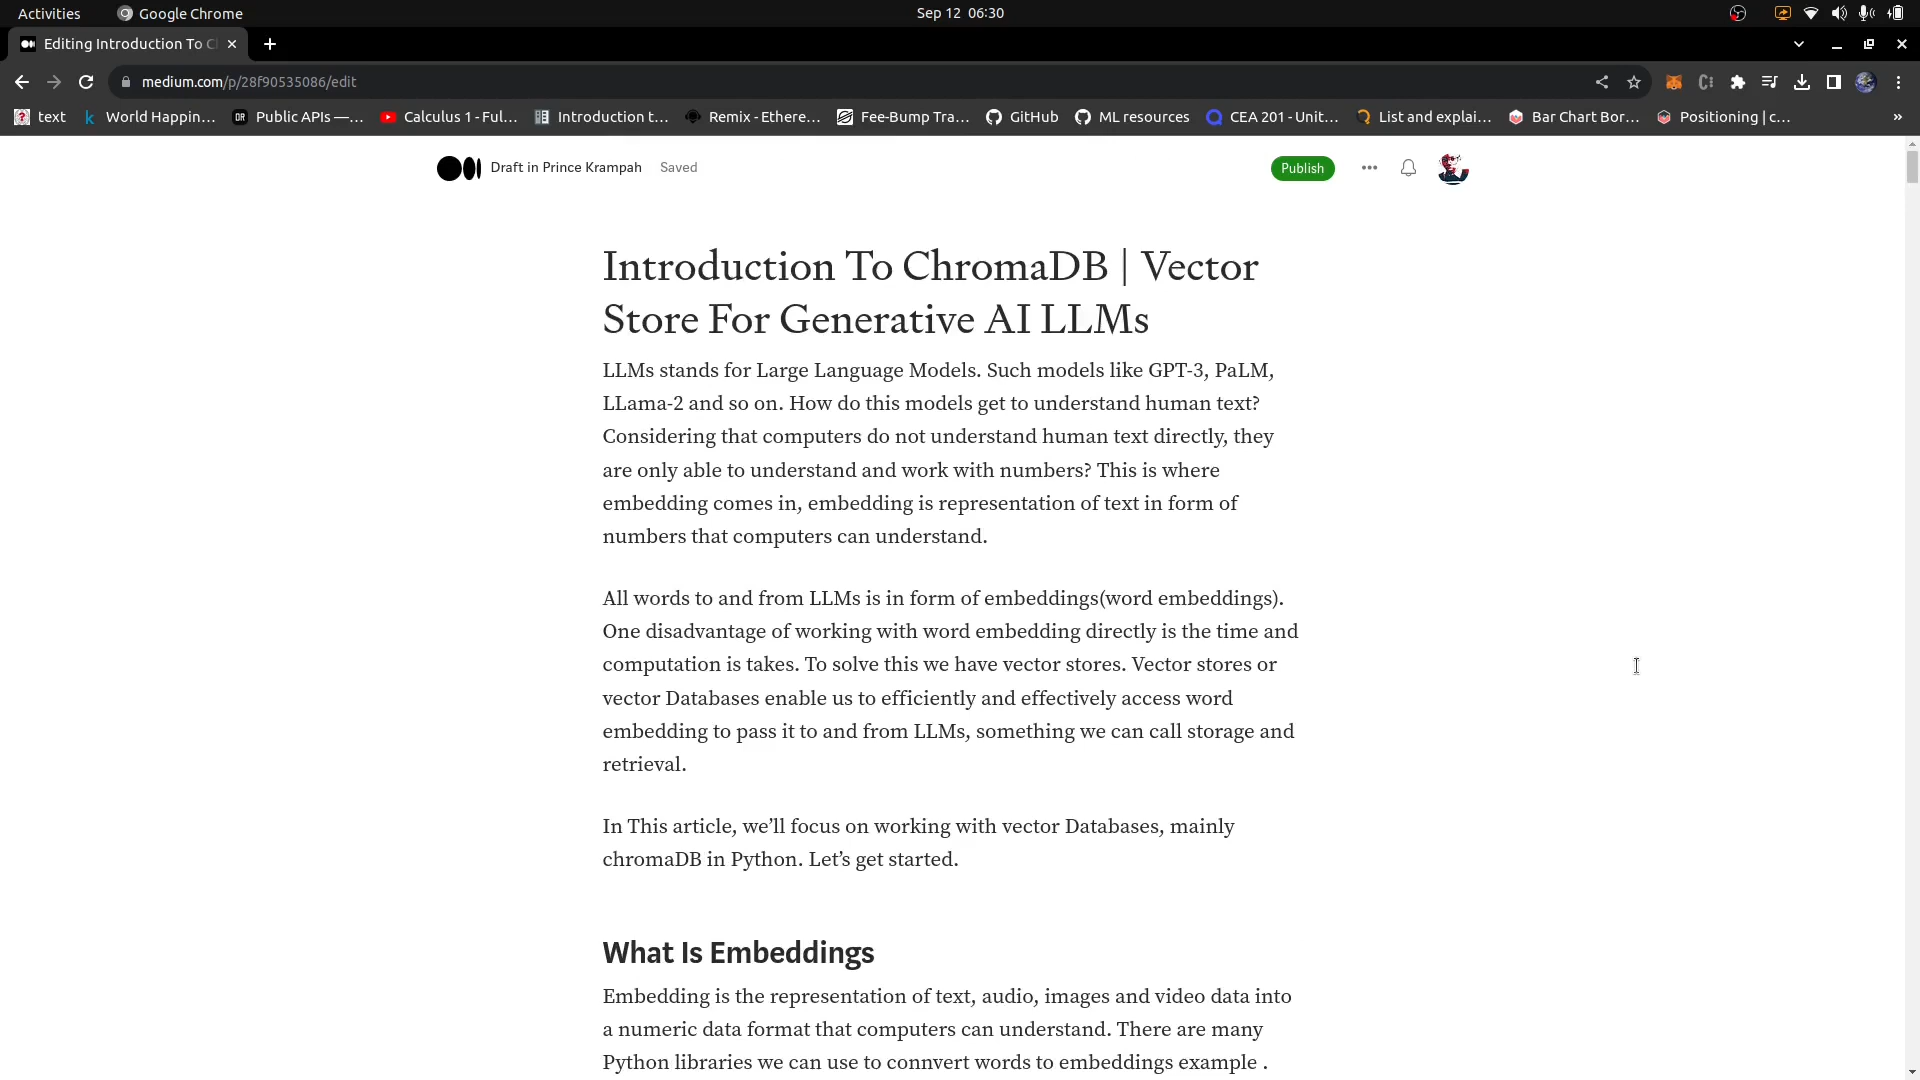 Activities
Google Chrome
Sep 12 06:30
Editing Introduction To C
medium.com/p/28f90535086/edit
text
World Happin...
Public APIs —...
Calculus 1 - Ful...
Introduction t...
Remix - Ethere...
Fee-Bump Tra...
GitHub
ML resources
CEA 201 - Unit...
List and explai...
Bar Chart Bor...
Positioning | c...
»
Draft in Prince Krampah
Saved
Publish
Introduction To ChromaDB | Vector
Store For Generative AI LLMs
LLMs stands for Large Language Models. Such models like GPT-3, PaLM,
LLama-2 and so on. How do this models get to understand human text?
Considering that computers do not understand human text directly, they
are only able to understand and work with numbers? This is where
embedding comes in, embedding is representation of text in form of
numbers that computers can understand.
All words to and from LLMs is in form of embeddings(word embeddings).
One disadvantage of working with word embedding directly is the time and
computation is takes. To solve this we have vector stores. Vector stores or
vector Databases enable us to efficiently and effectively access word
embedding to pass it to and from LLMs, something we can call storage and
retrieval.
In This article, we’ll focus on working with vector Databases, mainly
chromaDB in Python. Let’s get started.
What Is Embeddings
Embedding is the representation of text, audio, images and video data into
a numeric data format that computers can understand. There are many
Python libraries we can use to connvert words to embeddings example .